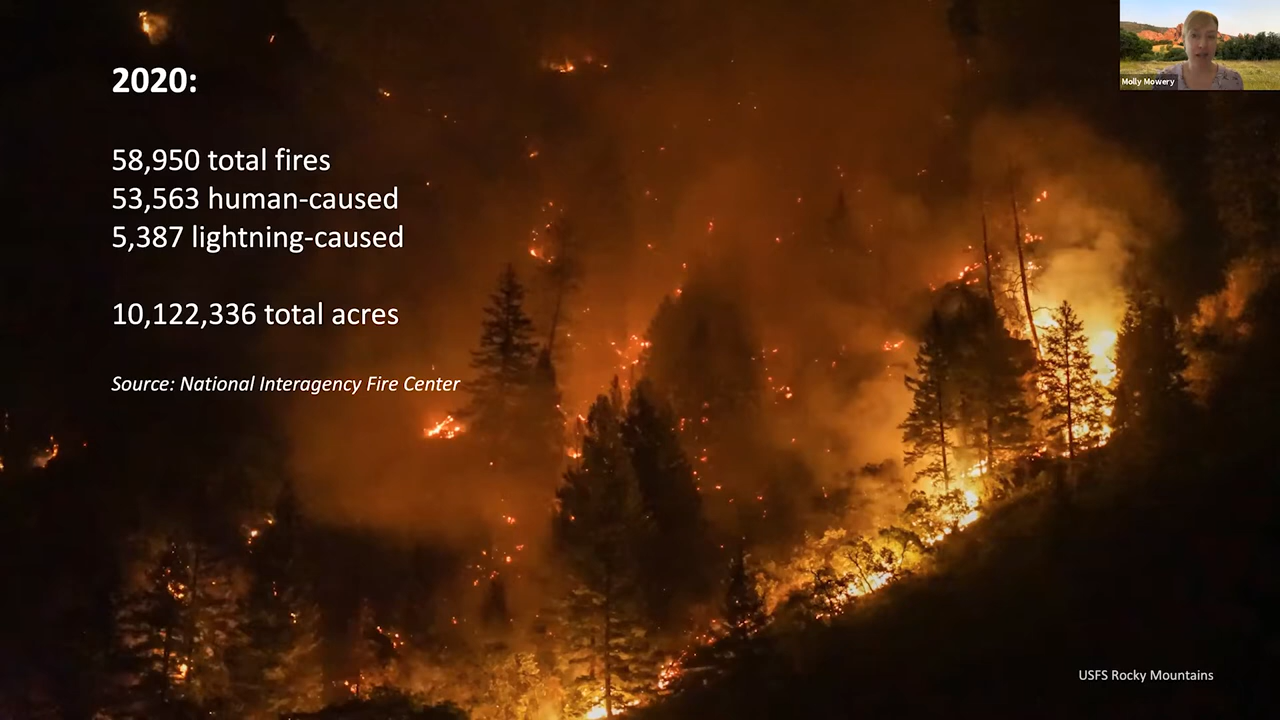 2020:
58,950 total fires
53,563 human-caused
5,387 lightning-caused
10,122,336 total acres
Source: National Interagency Fire Center
Molly Mowery
USFS Rocky Mountains